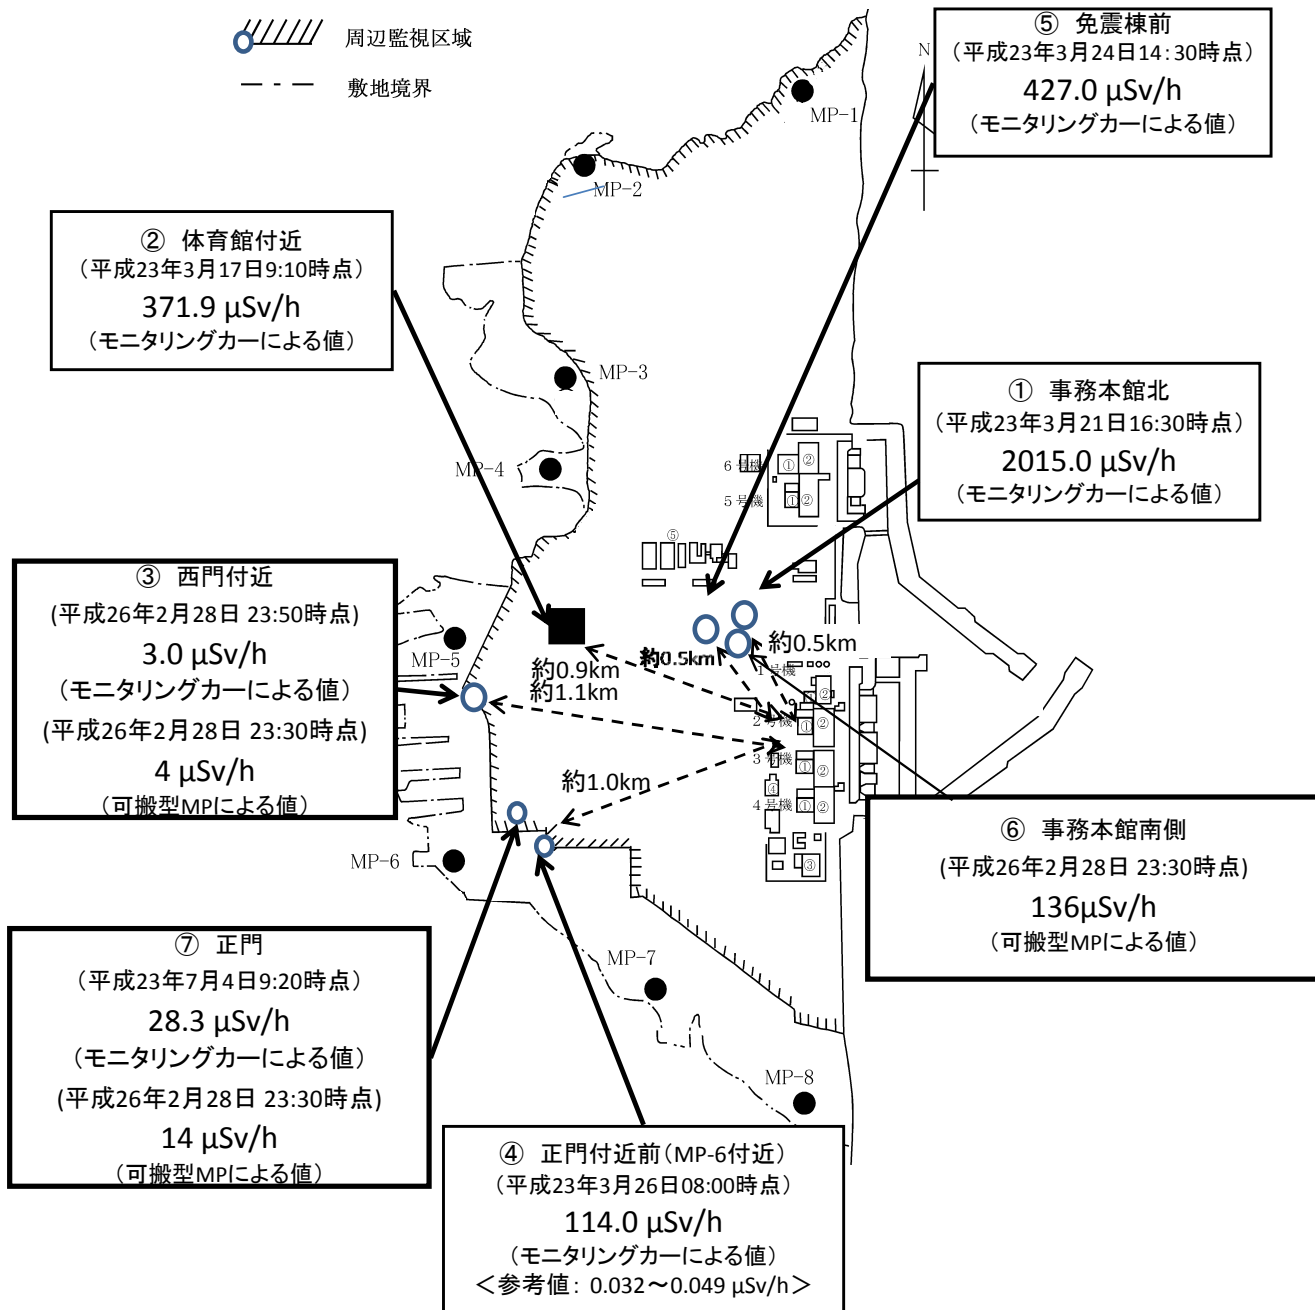 周辺監視区域
敷地境界
⑤ 免震棟前
（平成23年3月24日14:30時点）
427.0 μSv/h
（モニタリングカーによる値）
N
MP-1
MP-2
② 体育館付近
（平成23年3月17日9:10時点）
371.9 μSv/h
（モニタリングカーによる値）
MP-3
① 事務本館北
（平成23年3月21日16:30時点）
2015.0 μSv/h
（モニタリングカーによる値）
MP-4
6号機
① ②
5号機
① ②
⑤
③ 西門付近
(平成26年2月28日 23:50時点)
3.0 μSv/h
（モニタリングカーによる値）
(平成26年2月28日 23:30時点)
4 μSv/h
（可搬型MPによる値）
MP-5
約0.9km
約1.1km
約0.5km
約0.5km
1号機
②
2号機
① ②
3号機
① ②
約1.0km
④
4号機
① ②
③
MP-6
⑥ 事務本館南側
(平成26年2月28日 23:30時点)
136μSv/h
（可搬型MPによる値）
⑦ 正門
（平成23年7月4日9:20時点）
28.3 μSv/h
（モニタリングカーによる値）
(平成26年2月28日 23:30時点)
14 μSv/h
（可搬型MPによる値）
MP-7
MP-8
④ 正門付近前（MP-6付近）
（平成23年3月26日08:00時点）
114.0 μSv/h
（モニタリングカーによる値）
＜参考値: 0.032～0.049 μSv/h＞